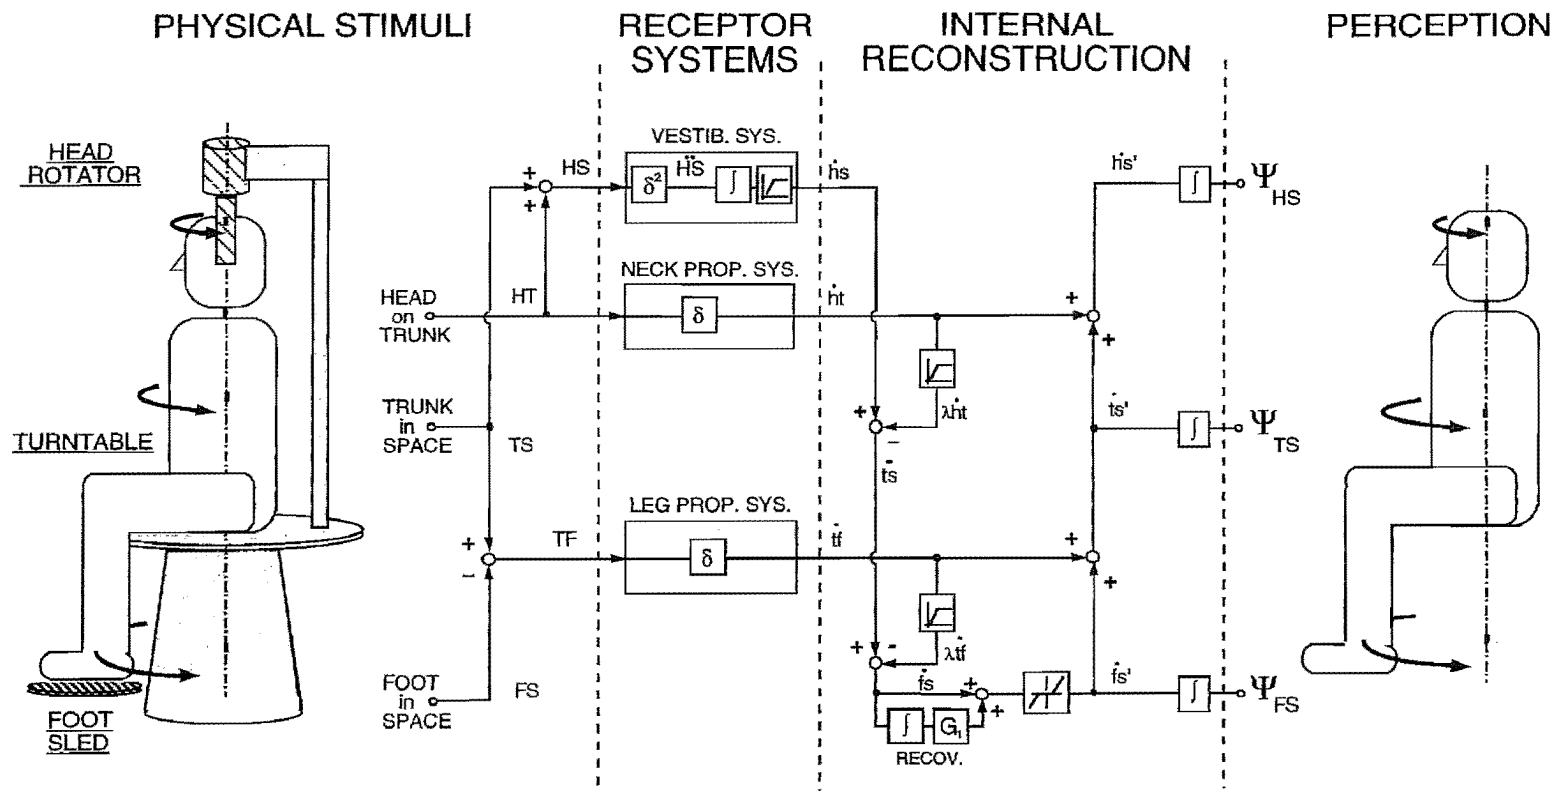 PHYSICAL STIMULI
RECEPTOR
SYSTEMS
INTERNAL
RECONSTRUCTION
PERCEPTION
HEAD
ROTATOR
TURNTABLE
FOOT
SLED
HEAD
on
TRUNK
TRUNK
in
SPACE
FOOT
in
SPACE
HS
HT
TS
TF
FS
+
+
+
−
VESTIB. SYS.
δ² ḦS ∫
NECK PROP. SYS.
δ
LEG PROP. SYS.
δ
ḣs
ḣt
λḣt
+ −
ṫs
ṫf
λṫf
+ -
ḟs
+
+
∫ G₁
RECOV.
+
+
+
+
ḣs'
∫
Ψ HS
ṫs'
∫
Ψ TS
ḟs'
∫
Ψ FS